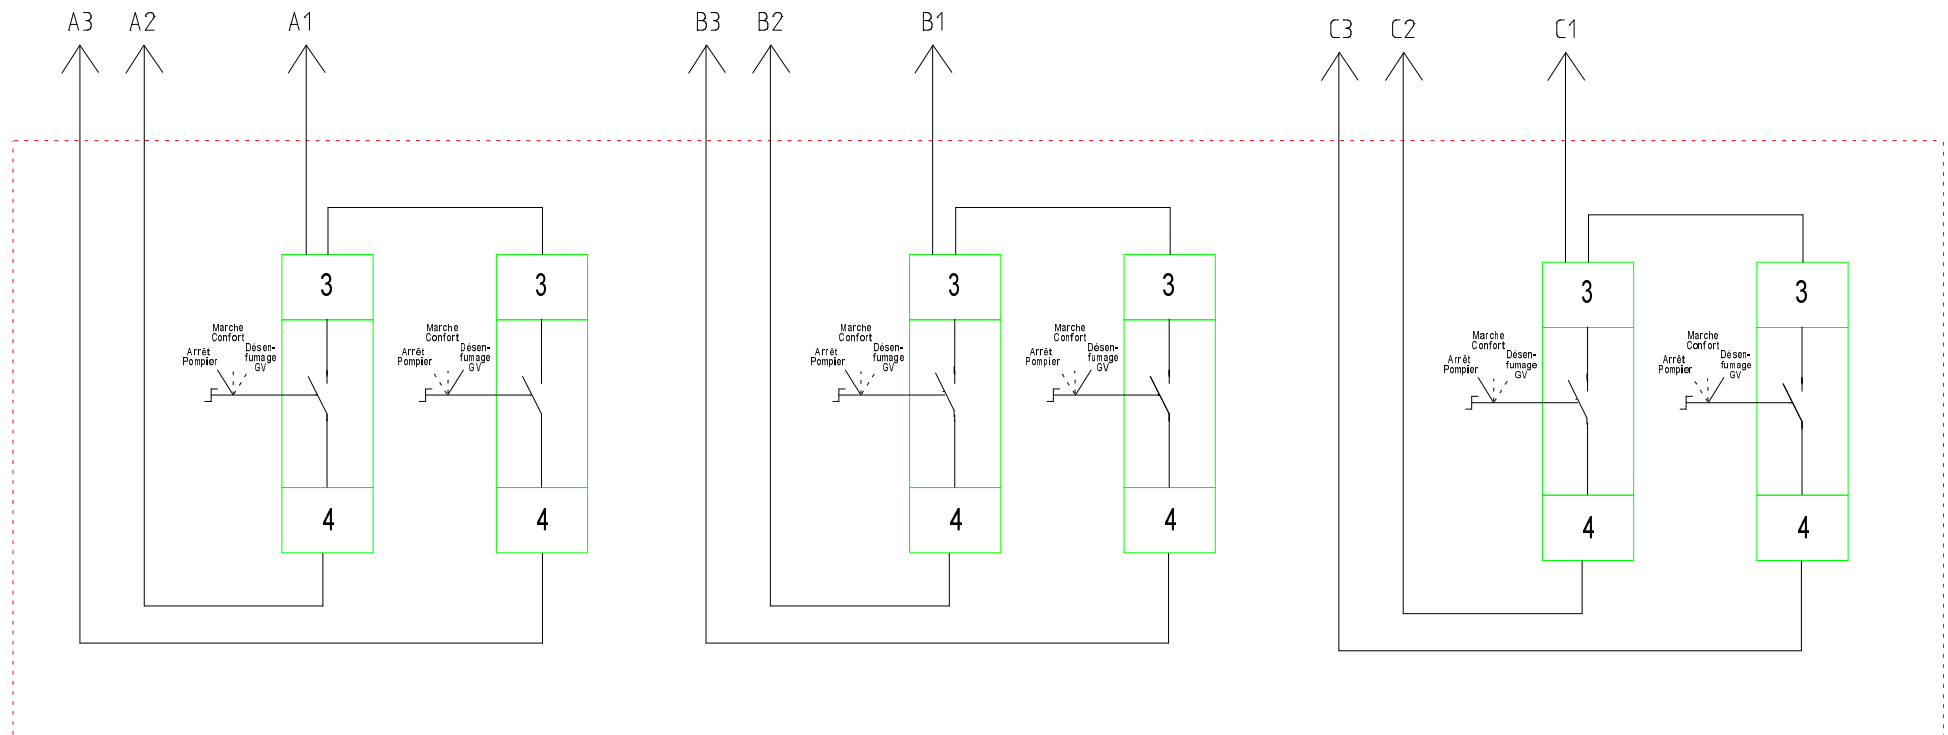 A3 A2 A1 B3 B2 B1 C3 C2 C1
3 3 3 3 3 3
Marche
Confort
Arrêt
Pompier
Désen-
fumage
GV
Marche
Confort
Arrêt
Pompier
Désen-
fumage
GV
Marche
Confort
Arrêt
Pompier
Désen-
fumage
GV
Marche
Confort
Arrêt
Pompier
Désen-
fumage
GV
Marche
Confort
Arrêt
Pompier
Désen-
fumage
GV
Marche
Confort
Arrêt
Pompier
Désen-
fumage
GV
4 4 4 4 4 4